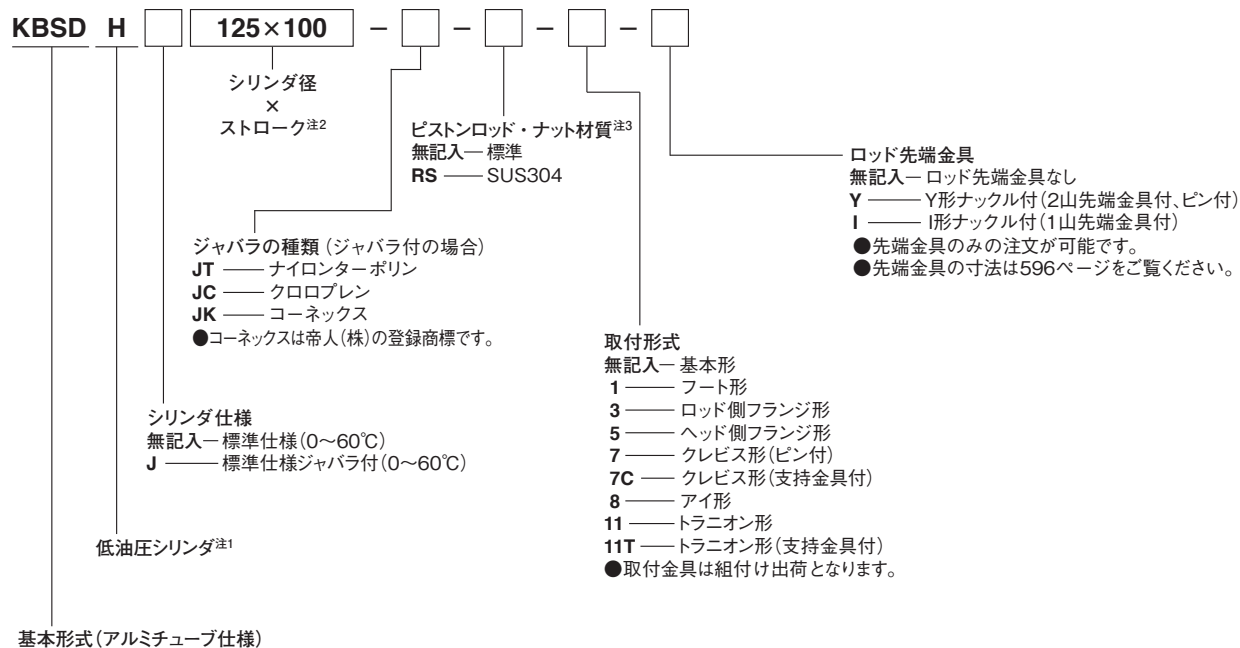 KBSD H □ 125×100 － □ － □ － □ － □
シリンダ径
×
ストローク注2
ピストンロッド・ナット材質注3
無記入─ 標準
RS ── SUS304
ロッド先端金具
無記入─ ロッド先端金具なし
Y ─── Y形ナックル付(2山先端金具付、ピン付)
I ─── I形ナックル付(1山先端金具付)
●先端金具のみの注文が可能です。
●先端金具の寸法は596ページをご覧ください。
ジャバラの種類(ジャバラ付の場合)
JT ── ナイロンターポリン
JC ── クロロプレン
JK ── コーネックス
●コーネックスは帝人(株)の登録商標です。
取付形式
無記入─ 基本形
1 ─── フート形
3 ─── ロッド側フランジ形
5 ─── ヘッド側フランジ形
7 ─── クレビス形(ピン付)
7C ── クレビス形(支持金具付)
8 ─── アイ形
11 ─── トラニオン形
11T ── トラニオン形(支持金具付)
●取付金具は組付け出荷となります。
シリンダ仕様
無記入─ 標準仕様(0～60℃)
J ─── 標準仕様ジャバラ付(0～60℃)
低油圧シリンダ注1
基本形式(アルミチューブ仕様)